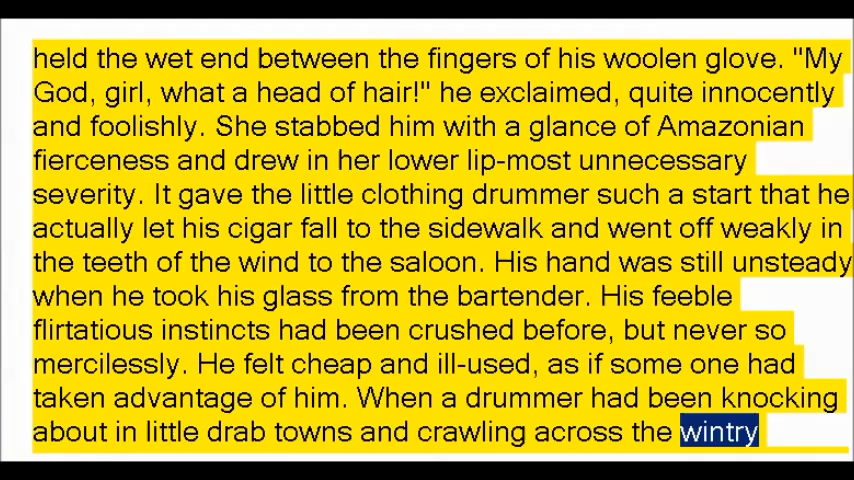 held the wet end between the fingers of his woolen glove. "My
God, girl, what a head of hair!" he exclaimed, quite innocently
and foolishly. She stabbed him with a glance of Amazonian
fierceness and drew in her lower lip-most unnecessary
severity. It gave the little clothing drummer such a start that he
actually let his cigar fall to the sidewalk and went off weakly in
the teeth of the wind to the saloon. His hand was still unsteady
when he took his glass from the bartender. His feeble
flirtatious instincts had been crushed before, but never so
mercilessly. He felt cheap and ill-used, as if some one had
taken advantage of him. When a drummer had been knocking
about in little drab towns and crawling across the wintry